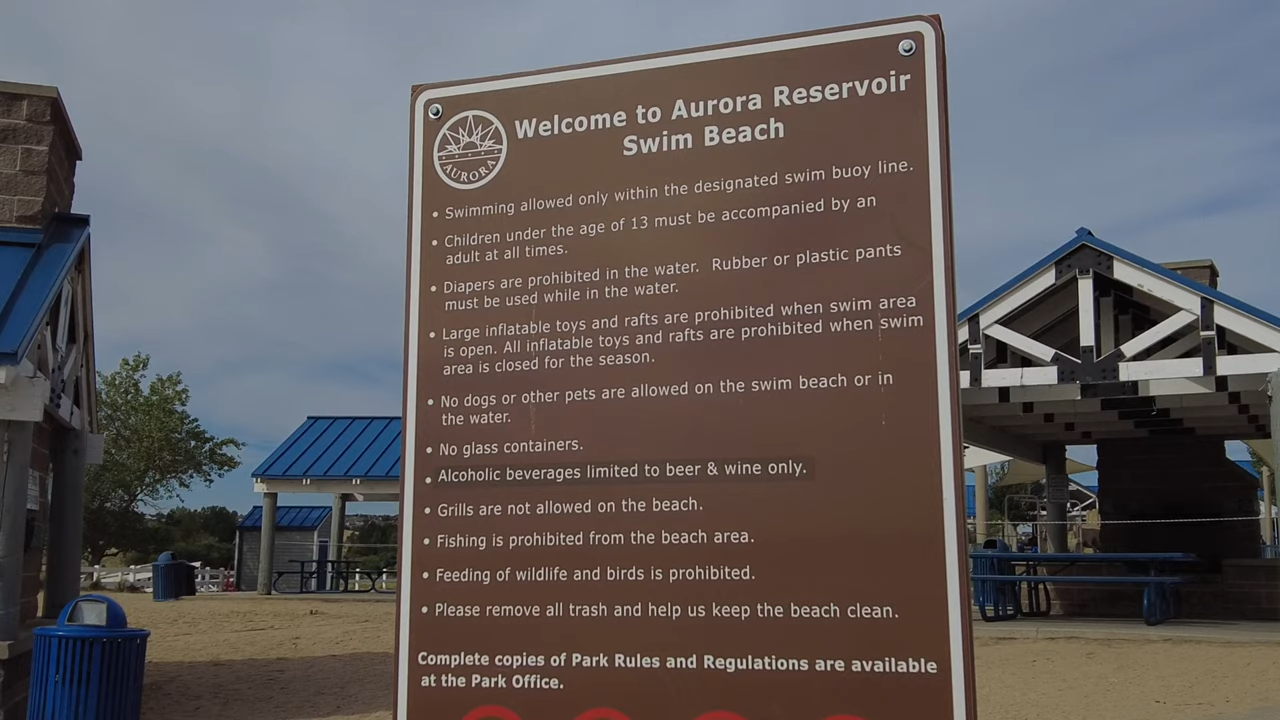 AURORA
Welcome to Aurora Reservoir
Swim Beach
• Swimming allowed only within the designated swim buoy line.
• Children under the age of 13 must be accompanied by an
adult at all times.
• Diapers are prohibited in the water.  Rubber or plastic pants
must be used while in the water.
• Large inflatable toys and rafts are prohibited when swim area
is open. All inflatable toys and rafts are prohibited when swim
area is closed for the season.
• No dogs or other pets are allowed on the swim beach or in
the water.
• No glass containers.
• Alcoholic beverages limited to beer & wine only.
• Grills are not allowed on the beach.
• Fishing is prohibited from the beach area.
• Feeding of wildlife and birds is prohibited.
• Please remove all trash and help us keep the beach clean.
Complete copies of Park Rules and Regulations are available
at the Park Office.